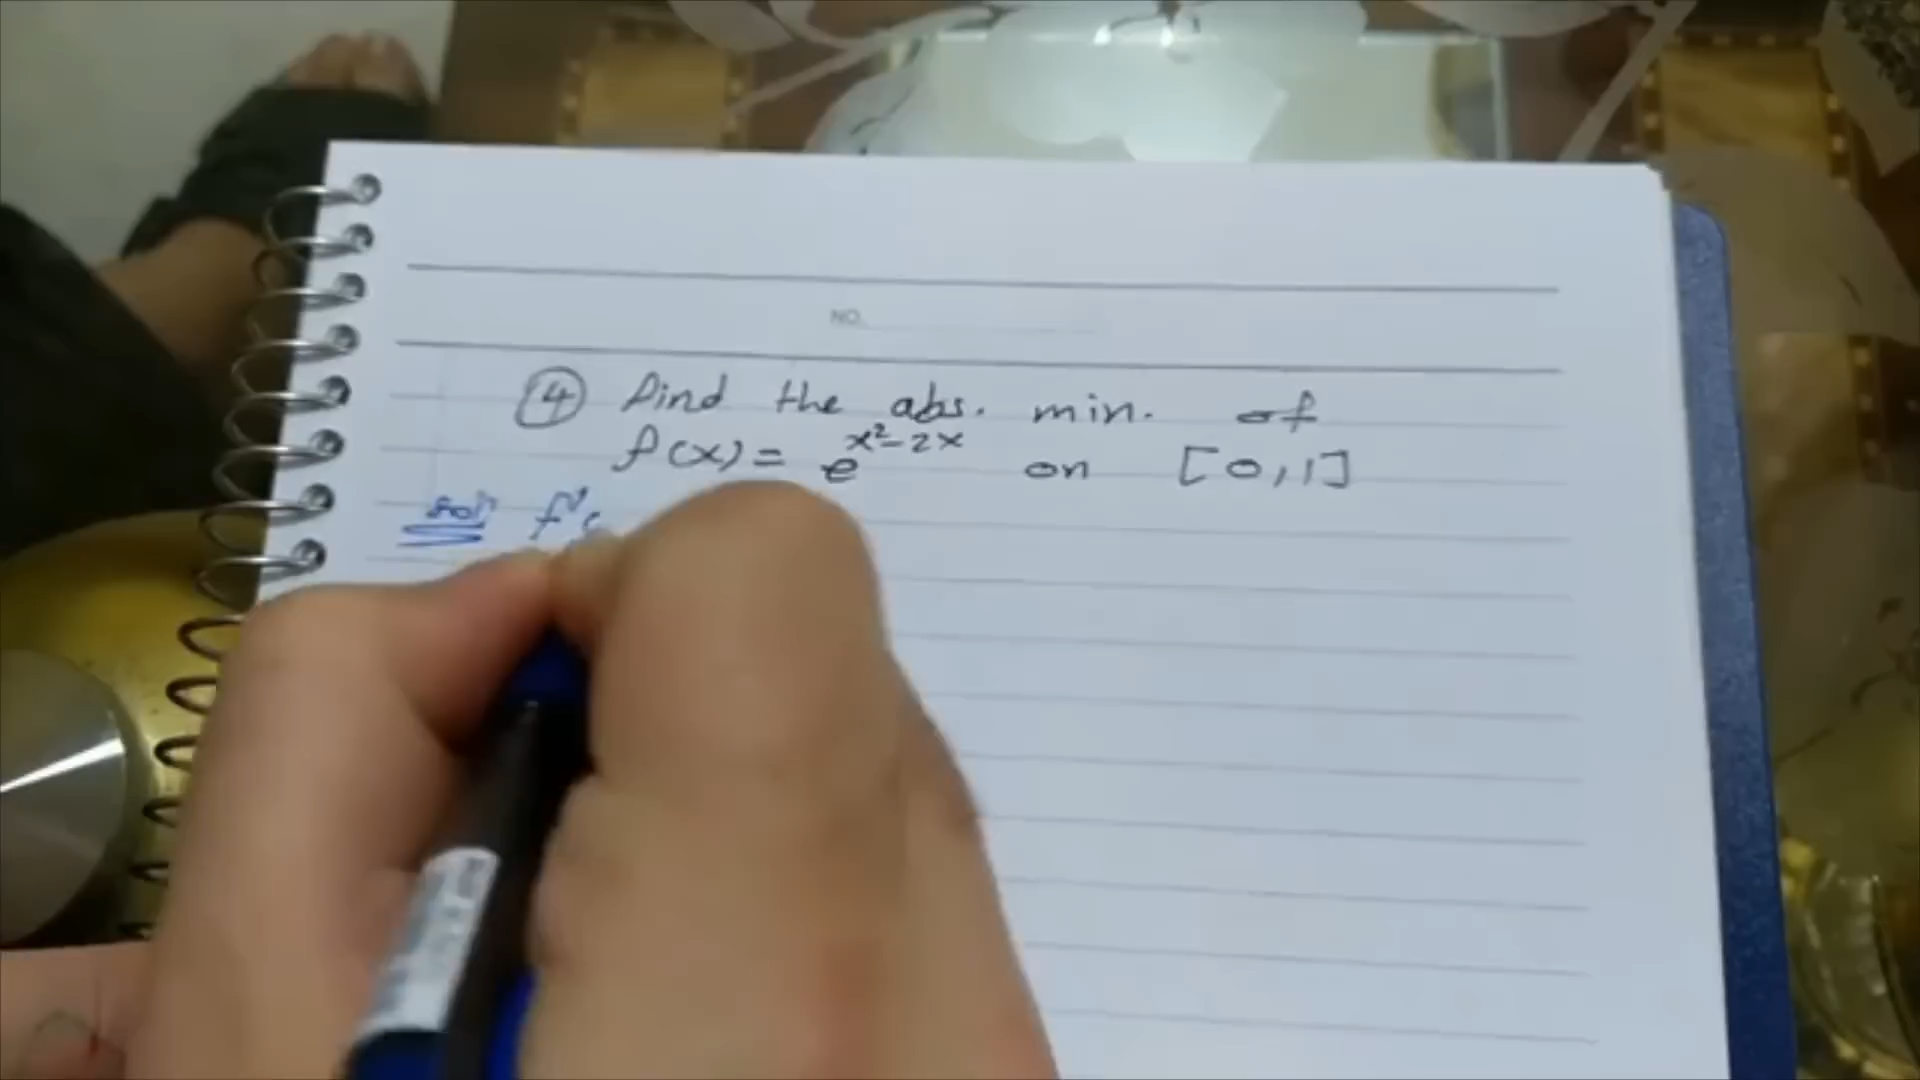 NO.
④ find the abs. min. of
f(x) = e^{x²-2x} on [0,1]
sol: f'(